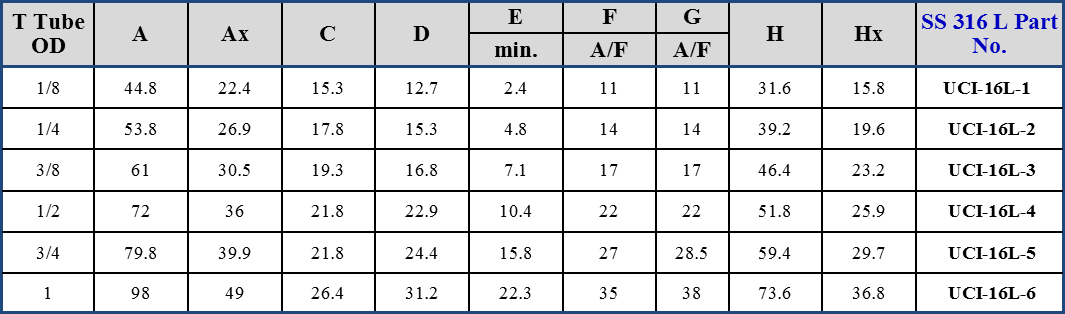 T Tube OD A Ax C D E min. F A/F G A/F H Hx SS 316 L Part No.
1/8 44.8 22.4 15.3 12.7 2.4 11 11 31.6 15.8 UCI-16L-1
1/4 53.8 26.9 17.8 15.3 4.8 14 14 39.2 19.6 UCI-16L-2
3/8 61 30.5 19.3 16.8 7.1 17 17 46.4 23.2 UCI-16L-3
1/2 72 36 21.8 22.9 10.4 22 22 51.8 25.9 UCI-16L-4
3/4 79.8 39.9 21.8 24.4 15.8 27 28.5 59.4 29.7 UCI-16L-5
1 98 49 26.4 31.2 22.3 35 38 73.6 36.8 UCI-16L-6